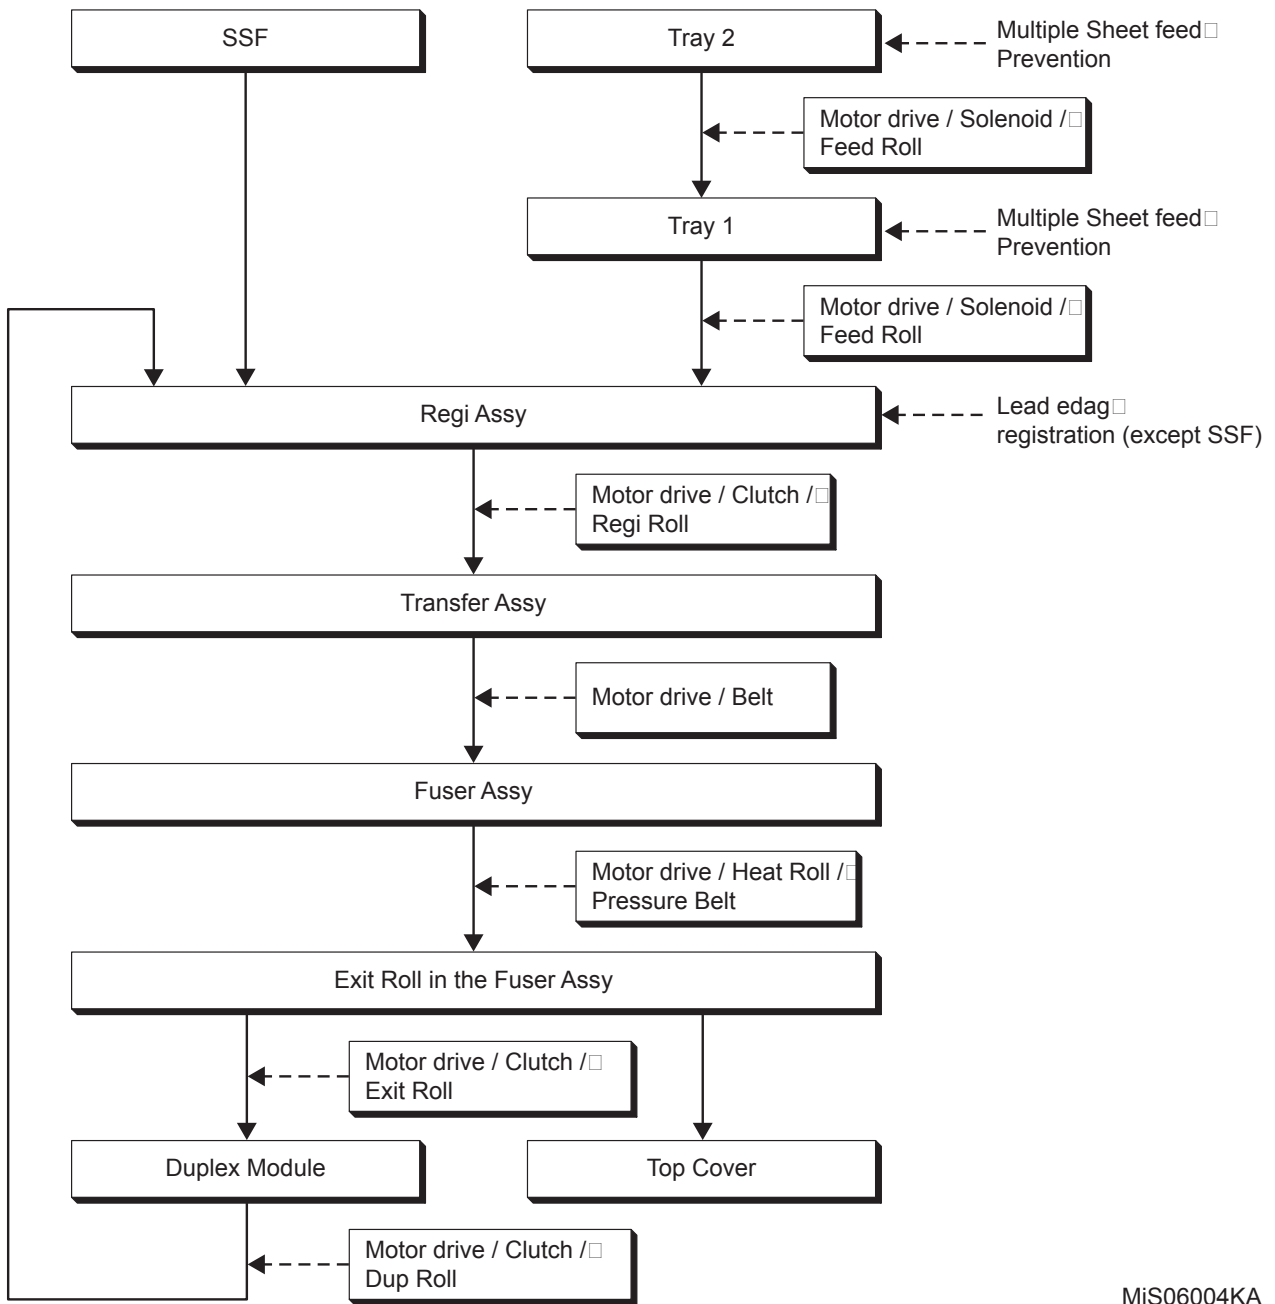 SSF
Tray 2
Multiple Sheet feed□
Prevention
Motor drive / Solenoid /□
Feed Roll
Tray 1
Multiple Sheet feed□
Prevention
Motor drive / Solenoid /□
Feed Roll
Regi Assy
Lead edag□
registration (except SSF)
Motor drive / Clutch /□
Regi Roll
Transfer Assy
Motor drive / Belt
Fuser Assy
Motor drive / Heat Roll /□
Pressure Belt
Exit Roll in the Fuser Assy
Motor drive / Clutch /□
Exit Roll
Duplex Module
Top Cover
Motor drive / Clutch /□
Dup Roll
MiS06004KA